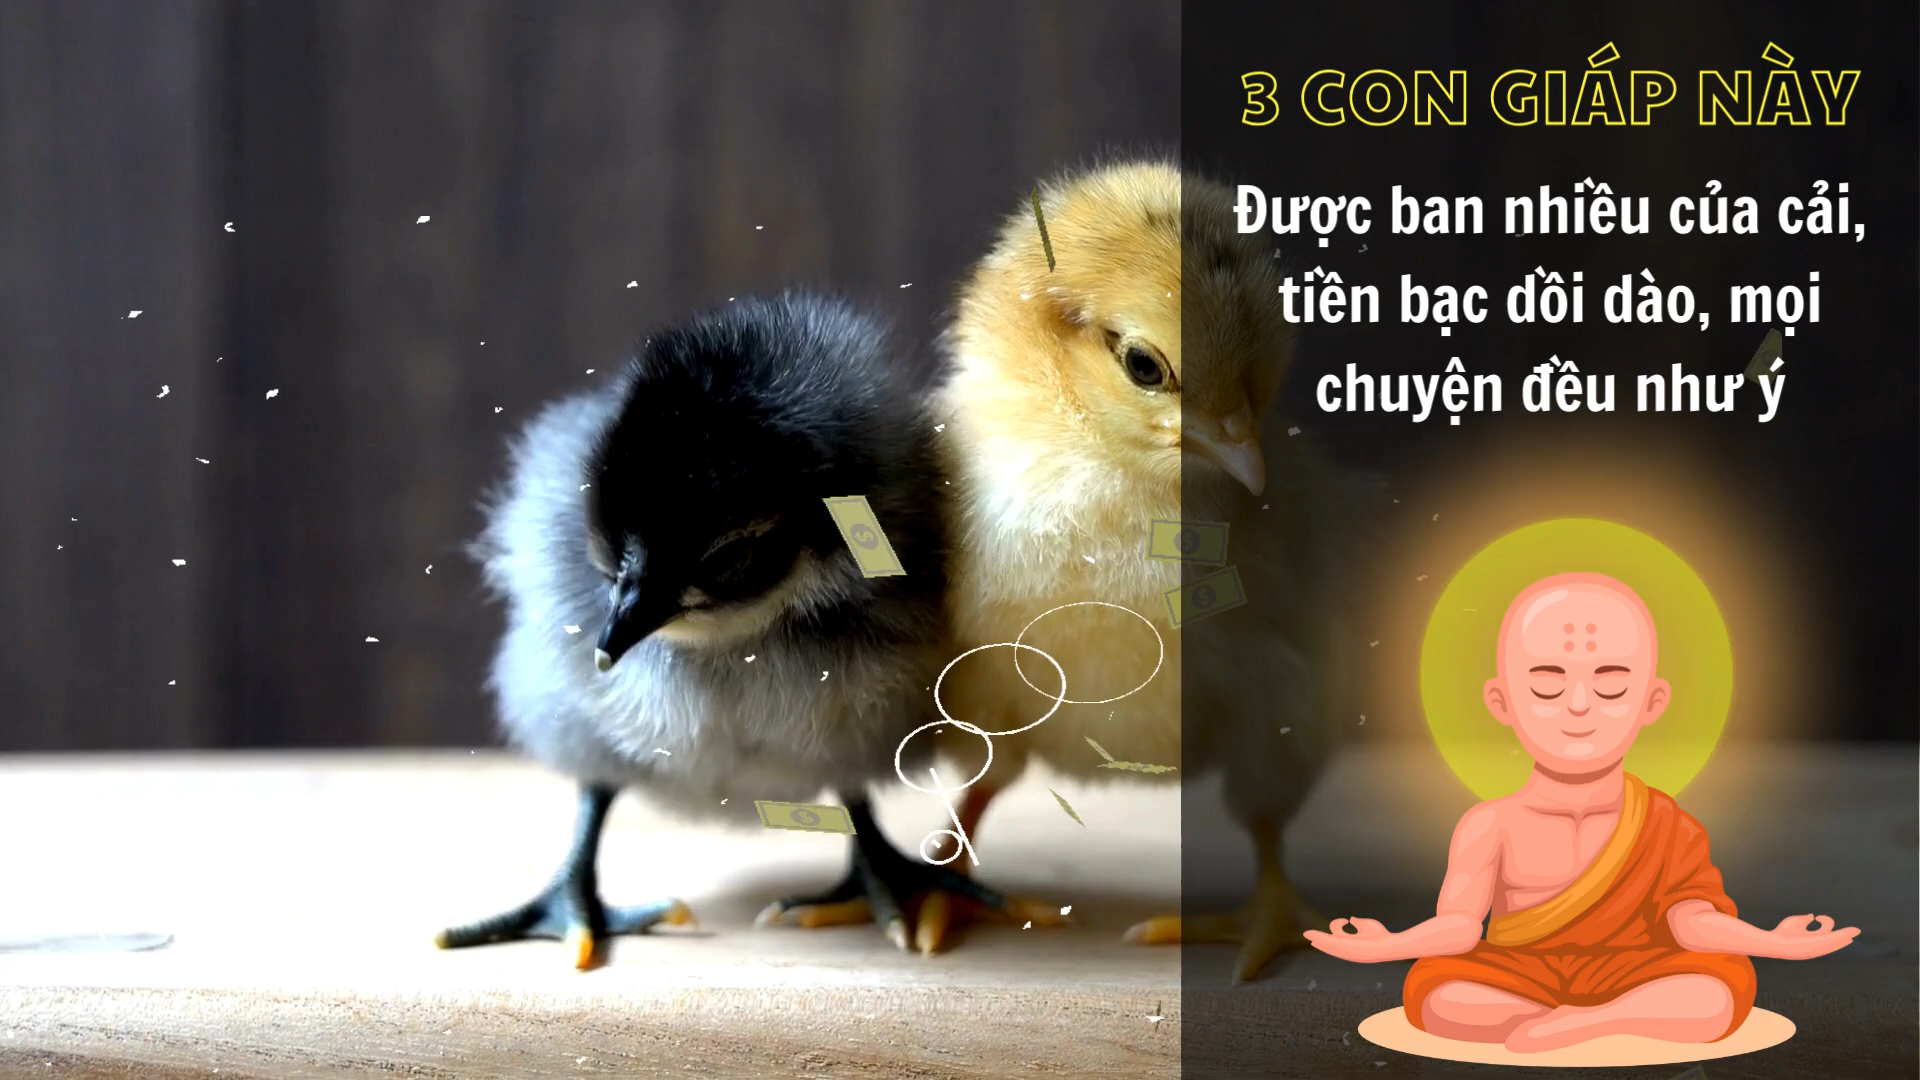 3 CON GIÁP NÀY
Được ban nhiều của cải,
tiền bạc dồi dào, mọi
chuyện đều như ý